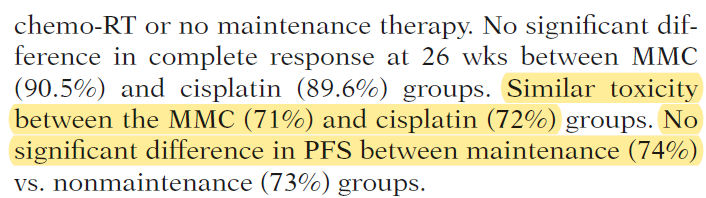 chemo-RT or no maintenance therapy. No significant dif-
ference in complete response at 26 wks between MMC
(90.5%) and cisplatin (89.6%) groups. Similar toxicity
between the MMC (71%) and cisplatin (72%) groups. No
significant difference in PFS between maintenance (74%)
vs. nonmaintenance (73%) groups.